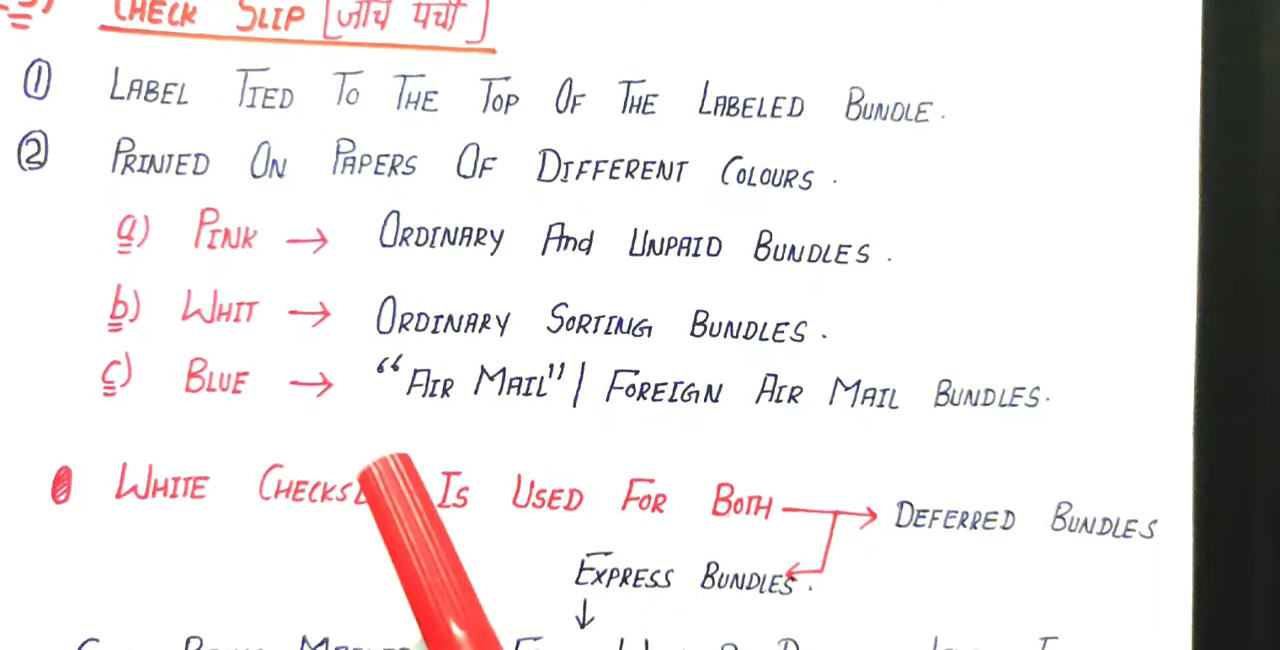 CHECK SLIP [जाँच पर्ची]
① LABEL TIED TO THE TOP OF THE LABELED BUNDLE.
② PRINTED ON PAPERS OF DIFFERENT COLOURS.
a) PINK → ORDINARY And UNPAID BUNDLES.
b) WHIT → ORDINARY SORTING BUNDLES.
c) BLUE → “AIR MAIL” / FOREIGN AIR MAIL BUNDLES.
WHITE IS USED FOR BOTH → DEFERRED BUNDLES
EXPRESS BUNDLES.
↓